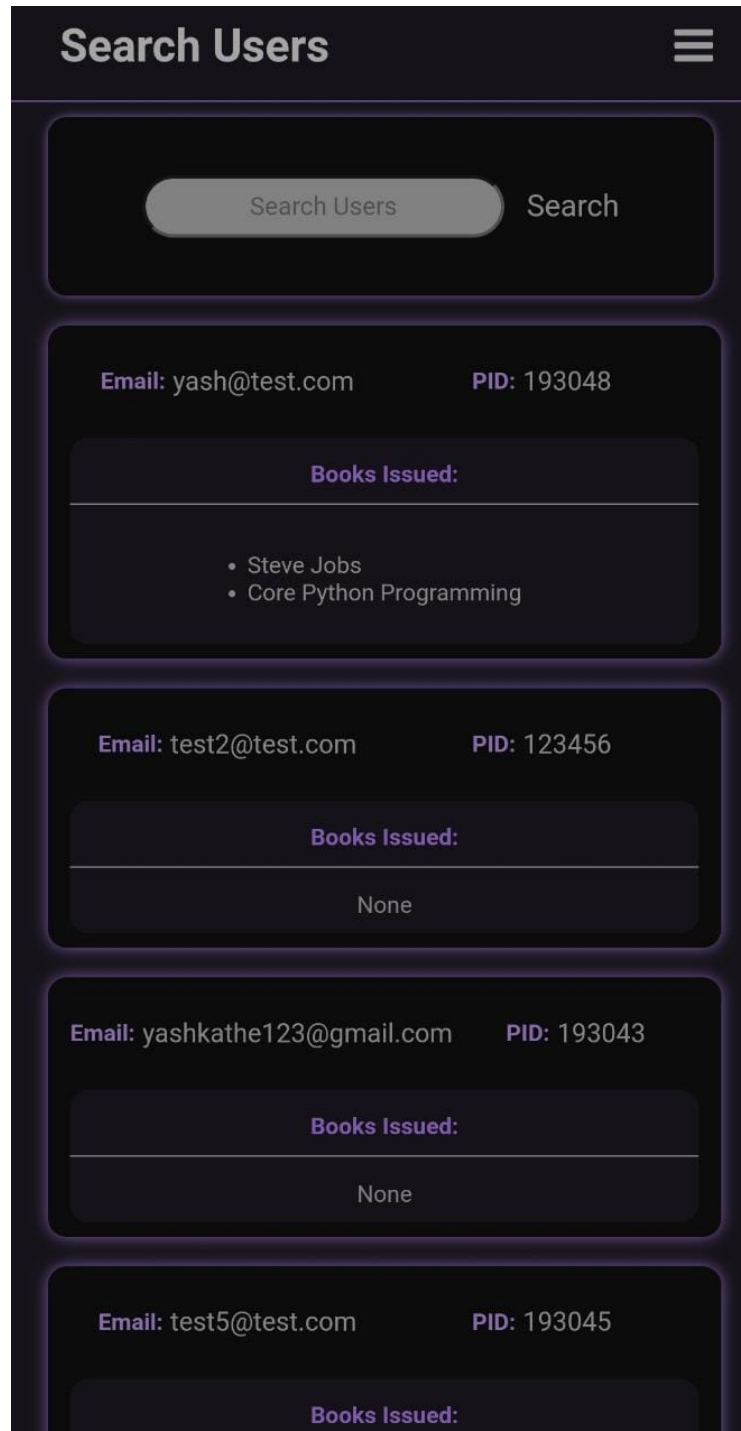 Search Users
Search Users Search
Email: yash@test.com PID: 193048
Books Issued:
• Steve Jobs
• Core Python Programming
Email: test2@test.com PID: 123456
Books Issued:
None
Email: yashkathe123@gmail.com PID: 193043
Books Issued:
None
Email: test5@test.com PID: 193045
Books Issued: